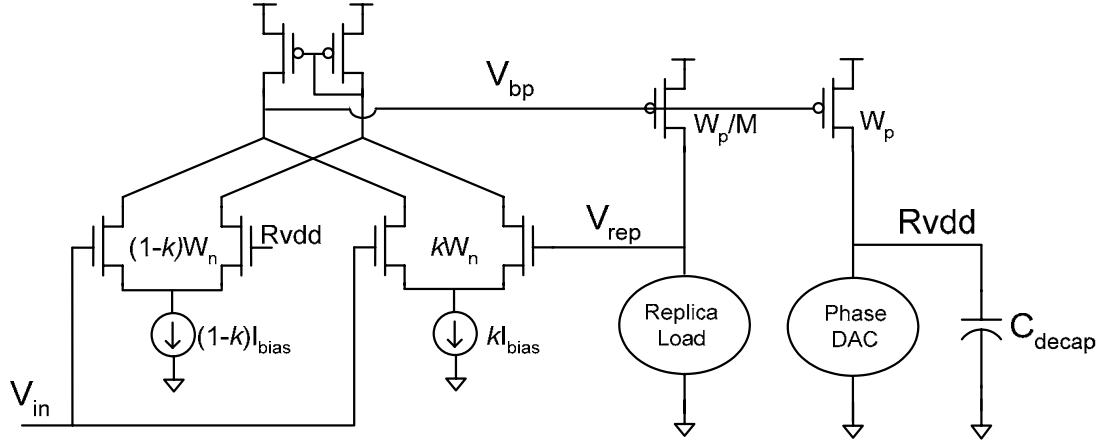 V_bp
W_p/M
W_p
V_rep
Rvdd
(1-k)W_n
Rvdd
kW_n
Replica
Load
Phase
DAC
C_decap
(1-k)I_bias
kI_bias
V_in